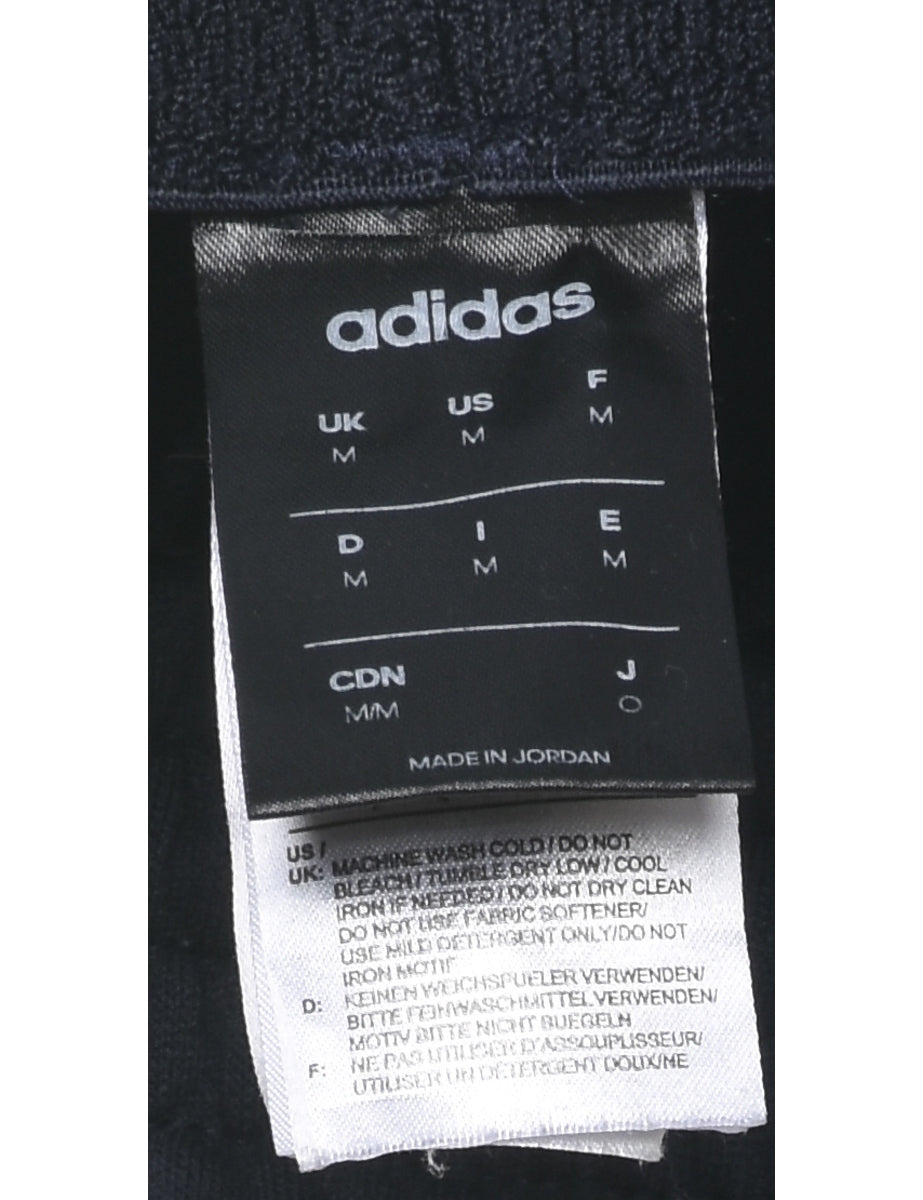 adidas
UK US F
M M M
D I E
M M M
CDN J
M/M O
MADE IN JORDAN
US /
UK: MACHINE WASH COLD / DO NOT
BLEACH / TUMBLE DRY LOW / COOL
IRON IF NEEDED / DO NOT DRY CLEAN
DO NOT USE FABRIC SOFTENER/
USE MILD DETERGENT ONLY/DO NOT
IRON MOTIF
D: KEINEN WEICHSPUELER VERWENDEN/
BITTE FEINWASCHMITTEL VERWENDEN/
MOTIV BITTE NICHT BUEGELN
F: NE PAS UTILISER D'ASSOUPLISSEUR/
UTILISER UN DETERGENT DOUX/NE